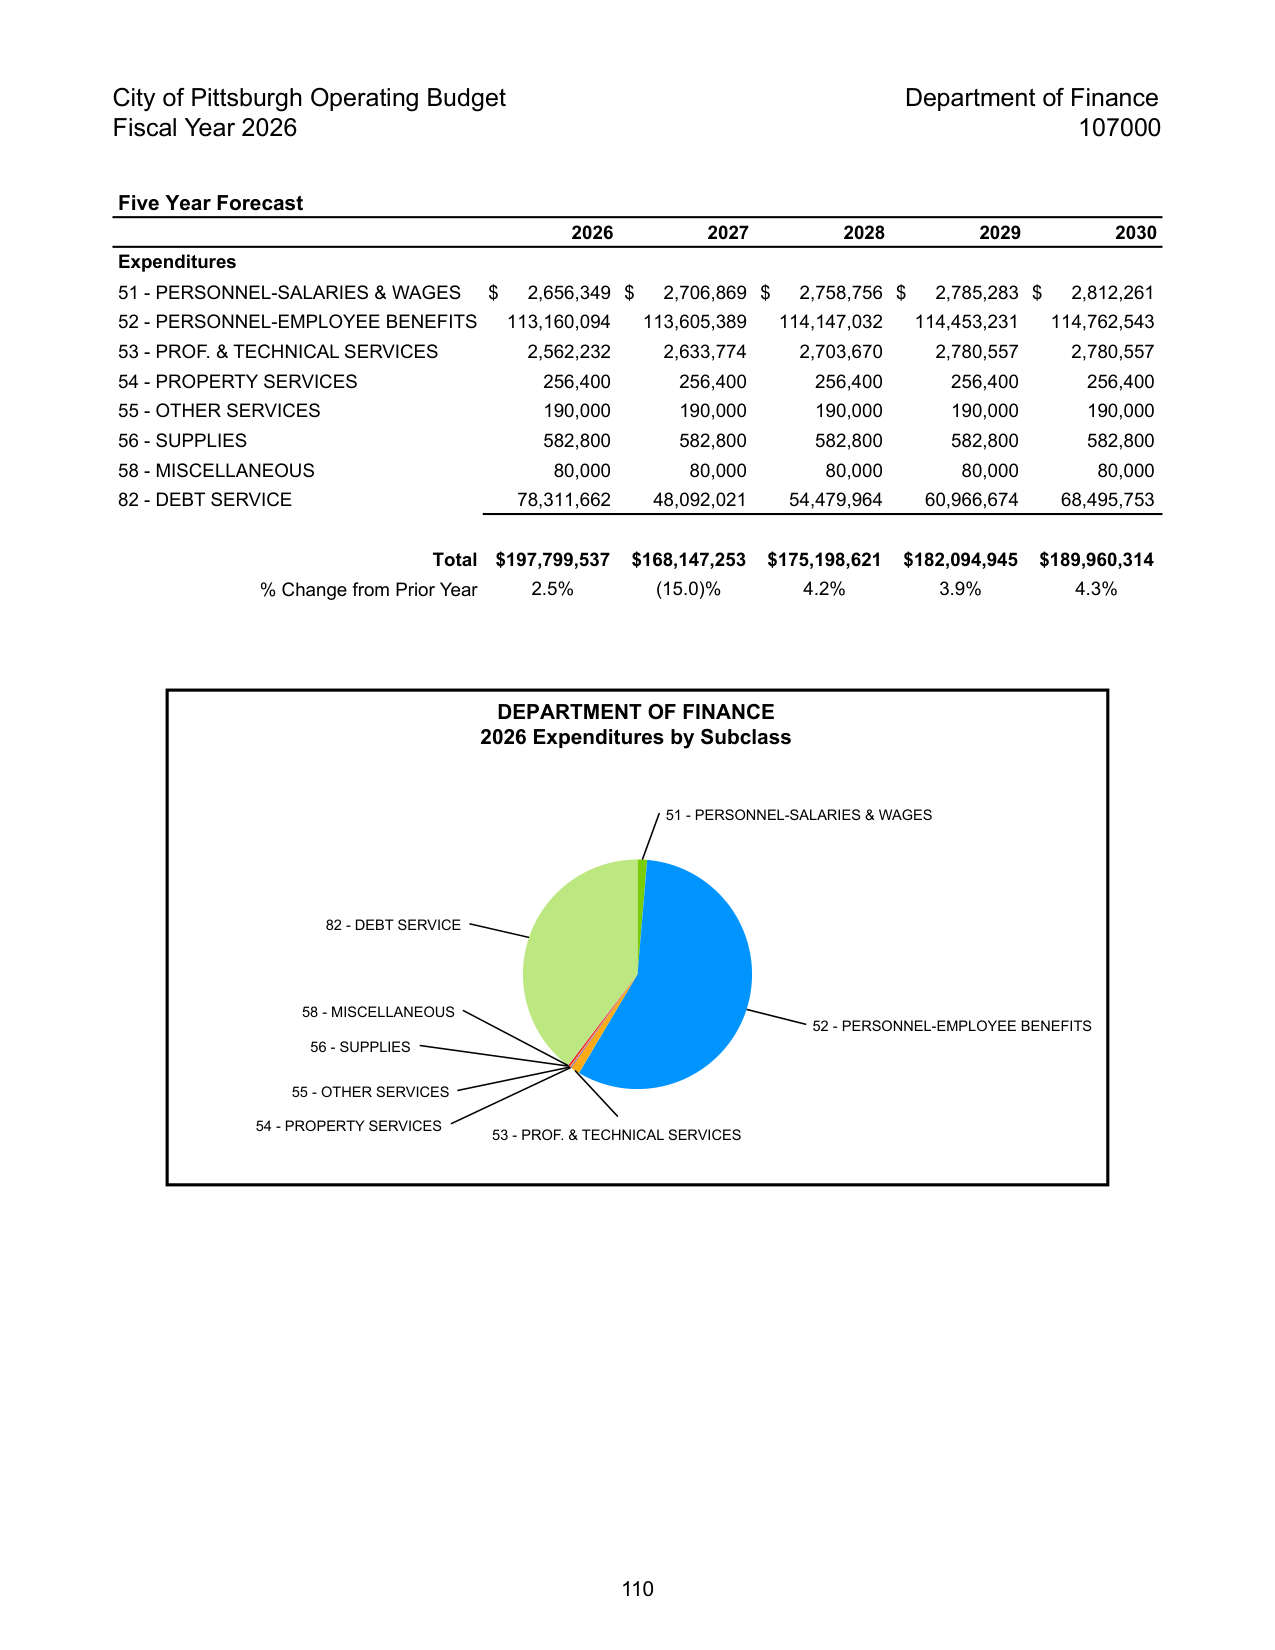 City of Pittsburgh Operating Budget Department of Finance
Fiscal Year 2026 107000
Five Year Forecast
2026 2027 2028 2029 2030
Expenditures
51 - PERSONNEL-SALARIES & WAGES $ 2,656,349 $ 2,706,869 $ 2,758,756 $ 2,785,283 $ 2,812,261
52 - PERSONNEL-EMPLOYEE BENEFITS 113,160,094 113,605,389 114,147,032 114,453,231 114,762,543
53 - PROF. & TECHNICAL SERVICES 2,562,232 2,633,774 2,703,670 2,780,557 2,780,557
54 - PROPERTY SERVICES 256,400 256,400 256,400 256,400 256,400
55 - OTHER SERVICES 190,000 190,000 190,000 190,000 190,000
56 - SUPPLIES 582,800 582,800 582,800 582,800 582,800
58 - MISCELLANEOUS 80,000 80,000 80,000 80,000 80,000
82 - DEBT SERVICE 78,311,662 48,092,021 54,479,964 60,966,674 68,495,753
Total $197,799,537 $168,147,253 $175,198,621 $182,094,945 $189,960,314
% Change from Prior Year 2.5% (15.0)% 4.2% 3.9% 4.3%
DEPARTMENT OF FINANCE
2026 Expenditures by Subclass
51 - PERSONNEL-SALARIES & WAGES
82 - DEBT SERVICE
58 - MISCELLANEOUS
52 - PERSONNEL-EMPLOYEE BENEFITS
56 - SUPPLIES
55 - OTHER SERVICES
54 - PROPERTY SERVICES
53 - PROF. & TECHNICAL SERVICES
110